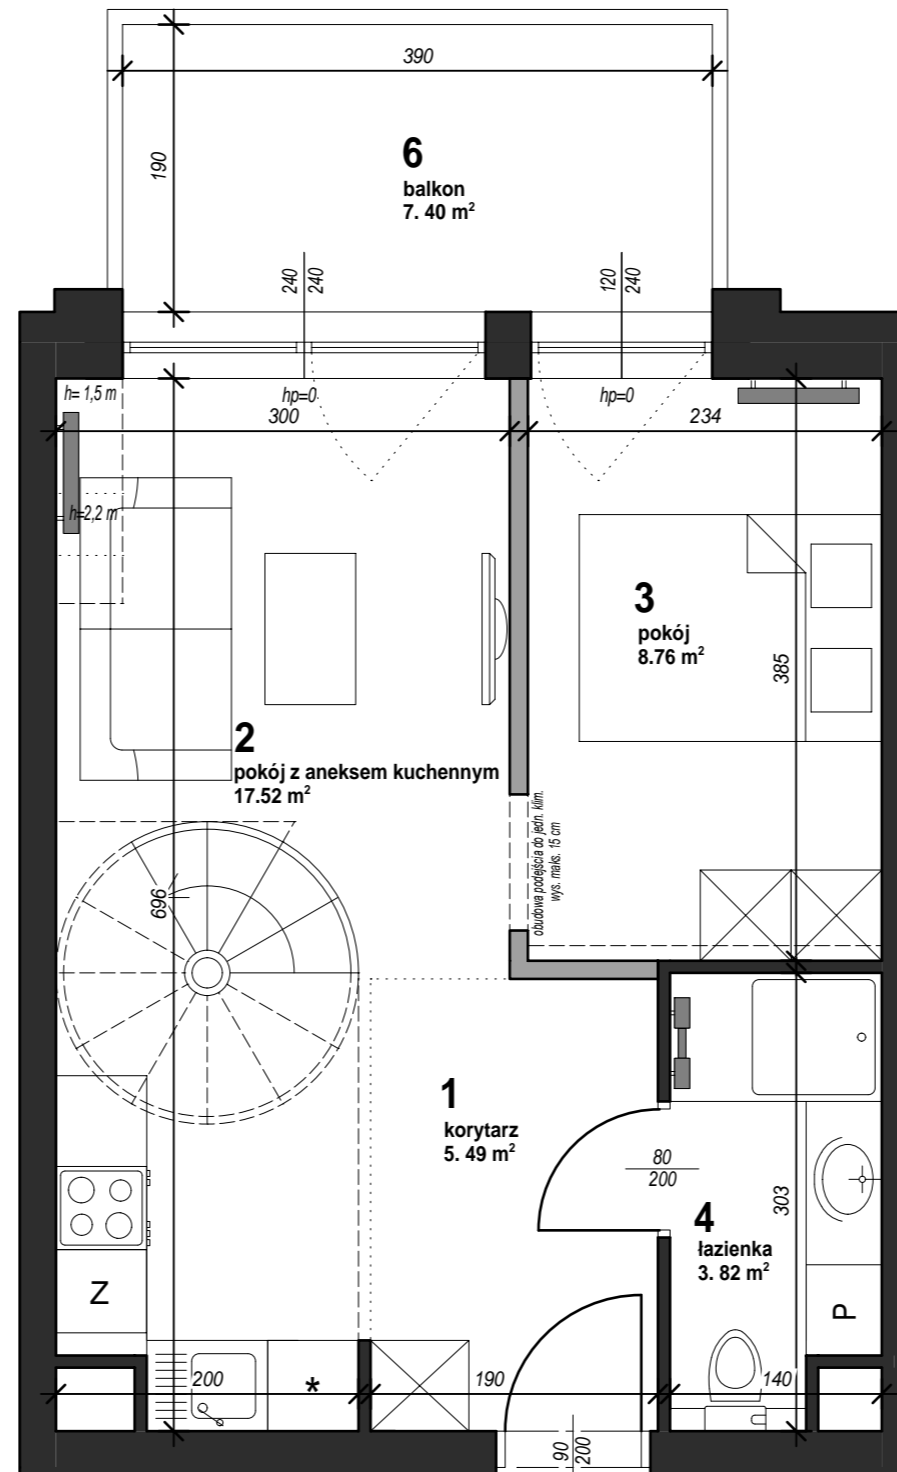 390
190
6
balkon
7. 40 m²
240
240
120
240
h= 1,5 m
hp=0
hp=0
300
234
h=2,2 m
3
pokój
8.76 m²
385
2
pokój z aneksem kuchennym
17.52 m²
obudowa podejścia do jedn. klim.
wys. maks. 15 cm
696
1
korytarz
5. 49 m²
80
200
303
4
łazienka
3. 82 m²
Z
P
200
*
190
140
90
200